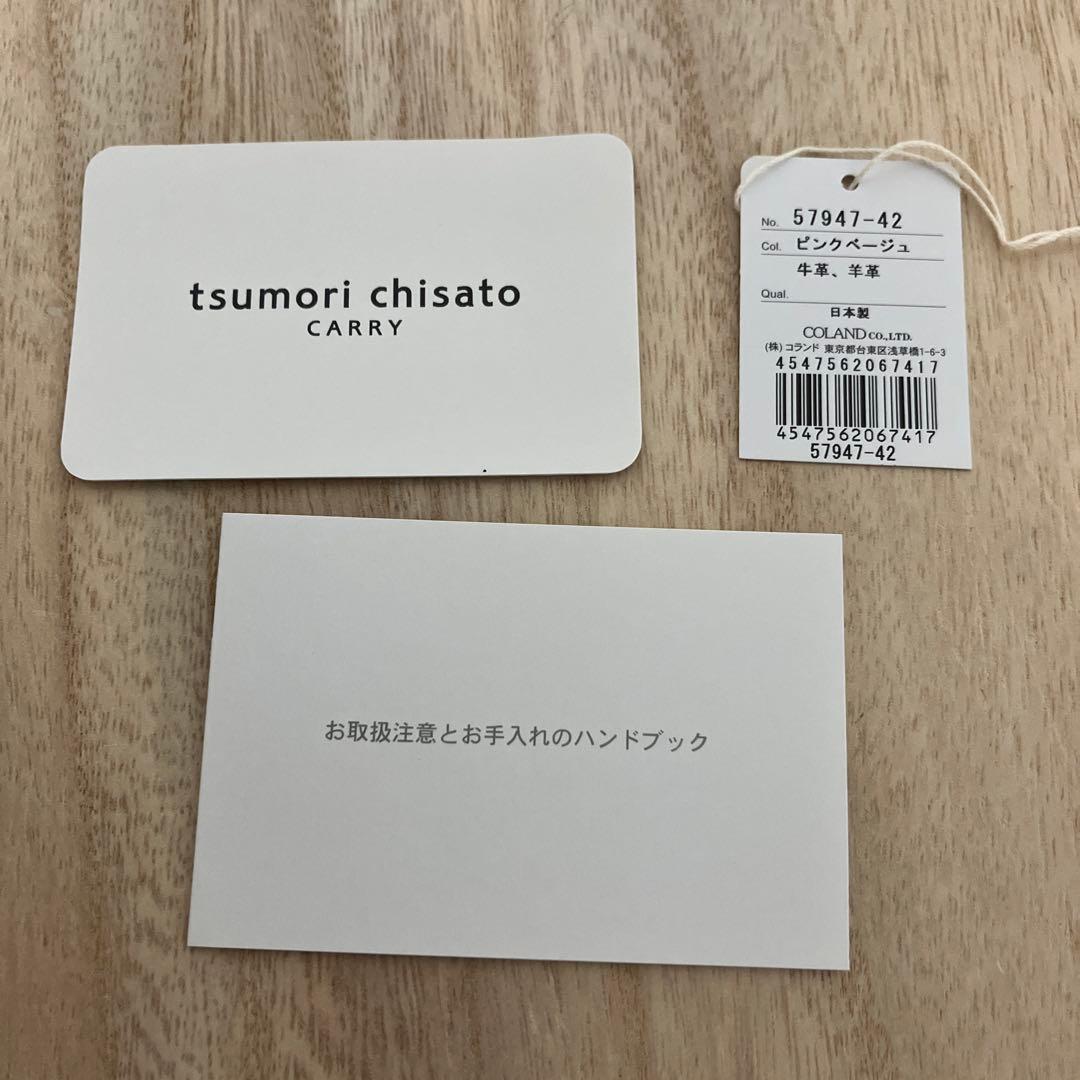 tsumori chisato
CARRY
No. 57947-42
Col. ピンクベージュ
牛革、羊革
Qual.
日本製
COLAND CO.,LTD.
(株)コランド 東京都台東区浅草橋1-6-3
4547562067417
4547562067417
57947-42
お取扱注意とお手入れのハンドブック